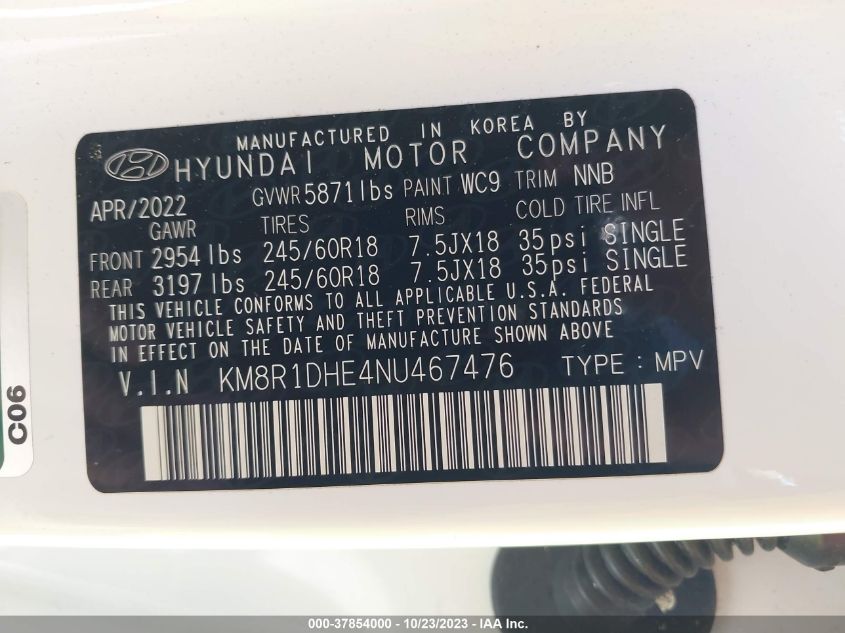 MANUFACTURED IN KOREA BY
HYUNDAI MOTOR COMPANY
APR/2022 GVWR 5871lbs PAINT WC9 TRIM NNB
GAWR TIRES RIMS COLD TIRE INFL
FRONT 2954 lbs 245/60R18 7.5JX18 35psi SINGLE
REAR 3197 lbs 245/60R18 7.5JX18 35psi SINGLE
THIS VEHICLE CONFORMS TO ALL APPLICABLE U.S.A. FEDERAL
MOTOR VEHICLE SAFETY AND THEFT PREVENTION STANDARDS
IN EFFECT ON THE DATE OF MANUFACTURE SHOWN ABOVE
V.I.N KM8R1DHE4NU467476 TYPE : MPV
C06
000-37854000 - 10/23/2023 - Copyright © 2023 - IAA Inc.